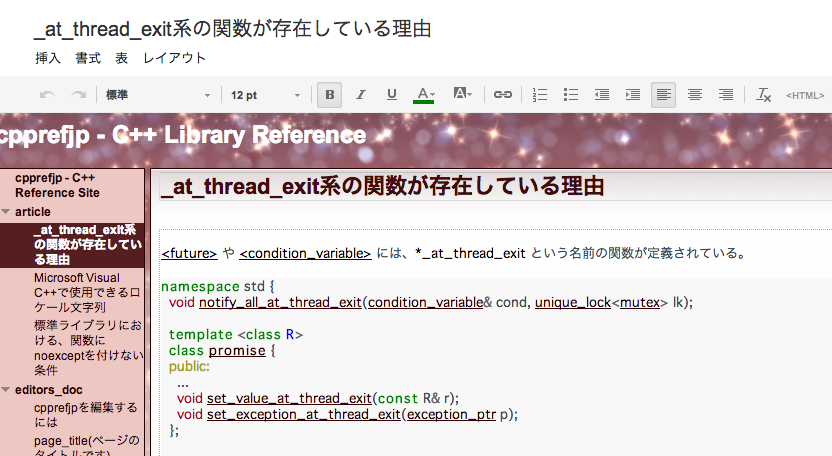 _at_thread_exit系の関数が存在している理由
挿入 書式 表 レイアウト
標準 12 pt B I U A A <HTML>
cpprefjp - C++ Library Reference
cpprefjp - C++
Reference Site
article
_at_thread_exit系
の関数が存在してい
る理由
Microsoft Visual
C++で使用できるロ
ケール文字列
標準ライブラリにお
ける、関数に
noexceptを付けない
条件
editors_doc
cpprefjpを編集する
には
page_title(ページの
タイトルです)
_at_thread_exit系の関数が存在している理由
<future> や <condition_variable> には、*_at_thread_exit という名前の関数が定義されている。
namespace std {
void notify_all_at_thread_exit(condition_variable& cond, unique_lock<mutex> lk);
template <class R>
class promise {
public:
...
void set_value_at_thread_exit(const R& r);
void set_exception_at_thread_exit(exception_ptr p);
};